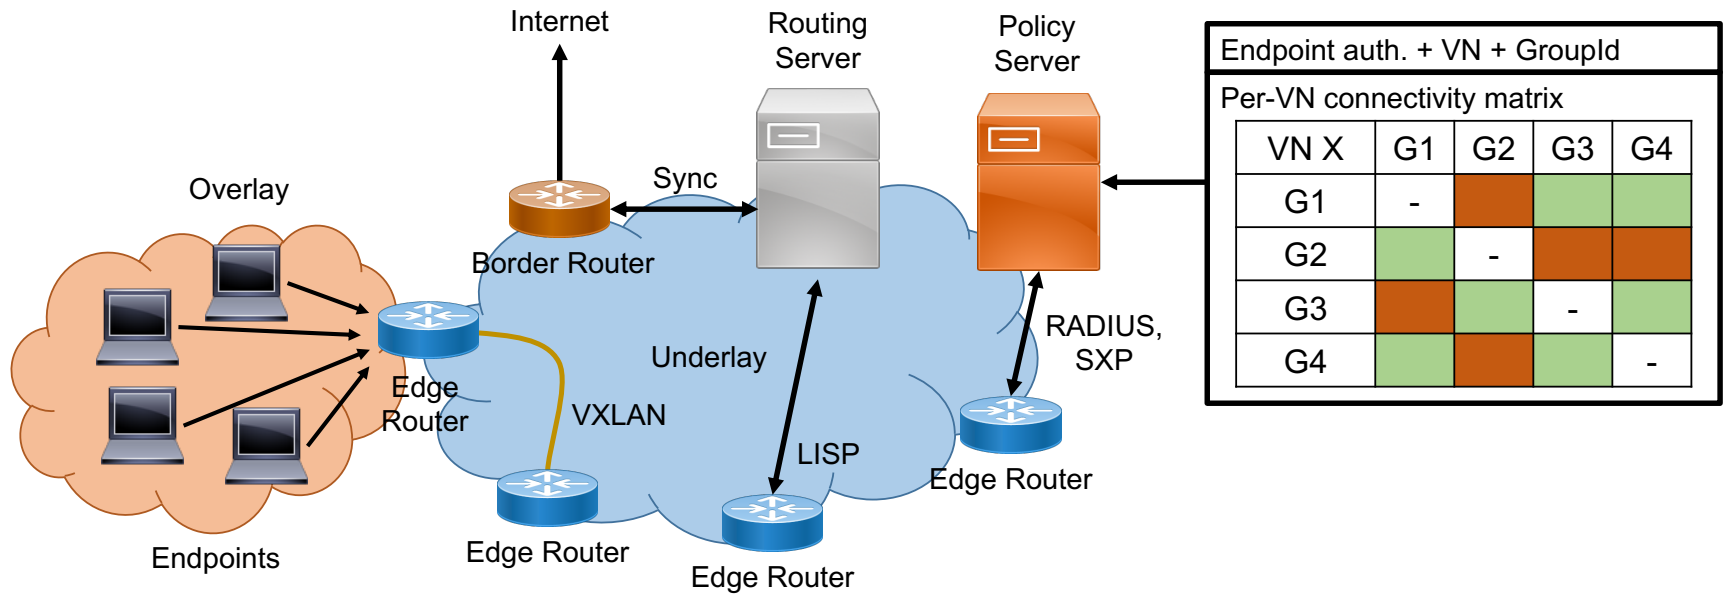 Internet
Routing
Server
Policy
Server
Endpoint auth. + VN + GroupId
Per-VN connectivity matrix
VN X G1 G2 G3 G4
G1 -
G2 -
G3 -
G4 -
Overlay
Sync
Border Router
Edge
Router
Underlay
RADIUS,
SXP
VXLAN
LISP
Edge Router
Edge Router
Edge Router
Endpoints